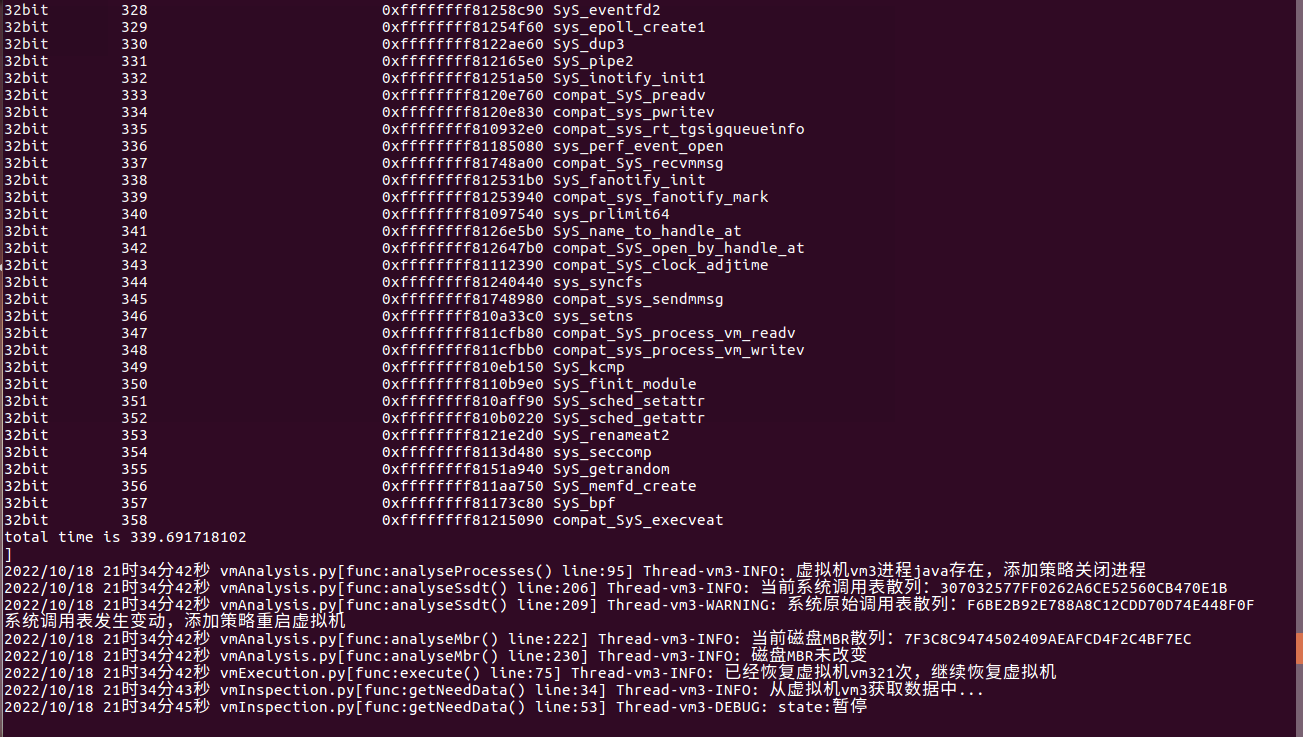 32bit 328 0xffffffff81258c90 SyS_eventfd2
32bit 329 0xffffffff81254f60 sys_epoll_create1
32bit 330 0xffffffff8122ae60 SyS_dup3
32bit 331 0xffffffff812165e0 SyS_pipe2
32bit 332 0xffffffff81251a50 SyS_inotify_init1
32bit 333 0xffffffff8120e760 compat_SyS_preadv
32bit 334 0xffffffff8120e830 compat_sys_pwritev
32bit 335 0xffffffff810932e0 compat_sys_rt_tgsigqueueinfo
32bit 336 0xffffffff81185080 sys_perf_event_open
32bit 337 0xffffffff81748a00 compat_SyS_recvmmsg
32bit 338 0xffffffff812531b0 SyS_fanotify_init
32bit 339 0xffffffff81253940 compat_sys_fanotify_mark
32bit 340 0xffffffff81097540 sys_prlimit64
32bit 341 0xffffffff8126e5b0 SyS_name_to_handle_at
32bit 342 0xffffffff812647b0 compat_SyS_open_by_handle_at
32bit 343 0xffffffff81112390 compat_SyS_clock_adjtime
32bit 344 0xffffffff81240440 sys_syncfs
32bit 345 0xffffffff81748980 compat_sys_sendmmsg
32bit 346 0xffffffff810a33c0 sys_setns
32bit 347 0xffffffff811cfb80 compat_SyS_process_vm_readv
32bit 348 0xffffffff811cfbb0 compat_sys_process_vm_writev
32bit 349 0xffffffff810eb150 SyS_kcmp
32bit 350 0xffffffff8110b9e0 SyS_finit_module
32bit 351 0xffffffff810aff90 SyS_sched_setattr
32bit 352 0xffffffff810b0220 SyS_sched_getattr
32bit 353 0xffffffff8121e2d0 SyS_renameat2
32bit 354 0xffffffff8113d480 sys_seccomp
32bit 355 0xffffffff8151a940 SyS_getrandom
32bit 356 0xffffffff811aa750 SyS_memfd_create
32bit 357 0xffffffff81173c80 SyS_bpf
32bit 358 0xffffffff81215090 compat_SyS_execveat
total time is 339.691718102
]
2022/10/18 21时34分42秒 vmAnalysis.py[func:analyseProcesses() line:95] Thread-vm3-INFO: 虚拟机vm3进程java存在，添加策略关闭进程
2022/10/18 21时34分42秒 vmAnalysis.py[func:analyseSsdt() line:206] Thread-vm3-INFO: 当前系统调用表散列：307032577FF0262A6CE52560CB470E1B
2022/10/18 21时34分42秒 vmAnalysis.py[func:analyseSsdt() line:209] Thread-vm3-WARNING: 系统原始调用表散列：F6BE2B92E788A8C12CDD70D74E448F0F
系统调用表发生变动，添加策略重启虚拟机
2022/10/18 21时34分42秒 vmAnalysis.py[func:analyseMbr() line:222] Thread-vm3-INFO: 当前磁盘MBR散列：7F3C8C9474502409AEAFCD4F2C4BF7EC
2022/10/18 21时34分42秒 vmAnalysis.py[func:analyseMbr() line:230] Thread-vm3-INFO: 磁盘MBR未改变
2022/10/18 21时34分42秒 vmExecution.py[func:execute() line:75] Thread-vm3-INFO: 已经恢复虚拟机vm321次，继续恢复虚拟机
2022/10/18 21时34分43秒 vmInspection.py[func:getNeedData() line:34] Thread-vm3-INFO: 从虚拟机vm3获取数据中...
2022/10/18 21时34分45秒 vmInspection.py[func:getNeedData() line:53] Thread-vm3-DEBUG: state:暂停